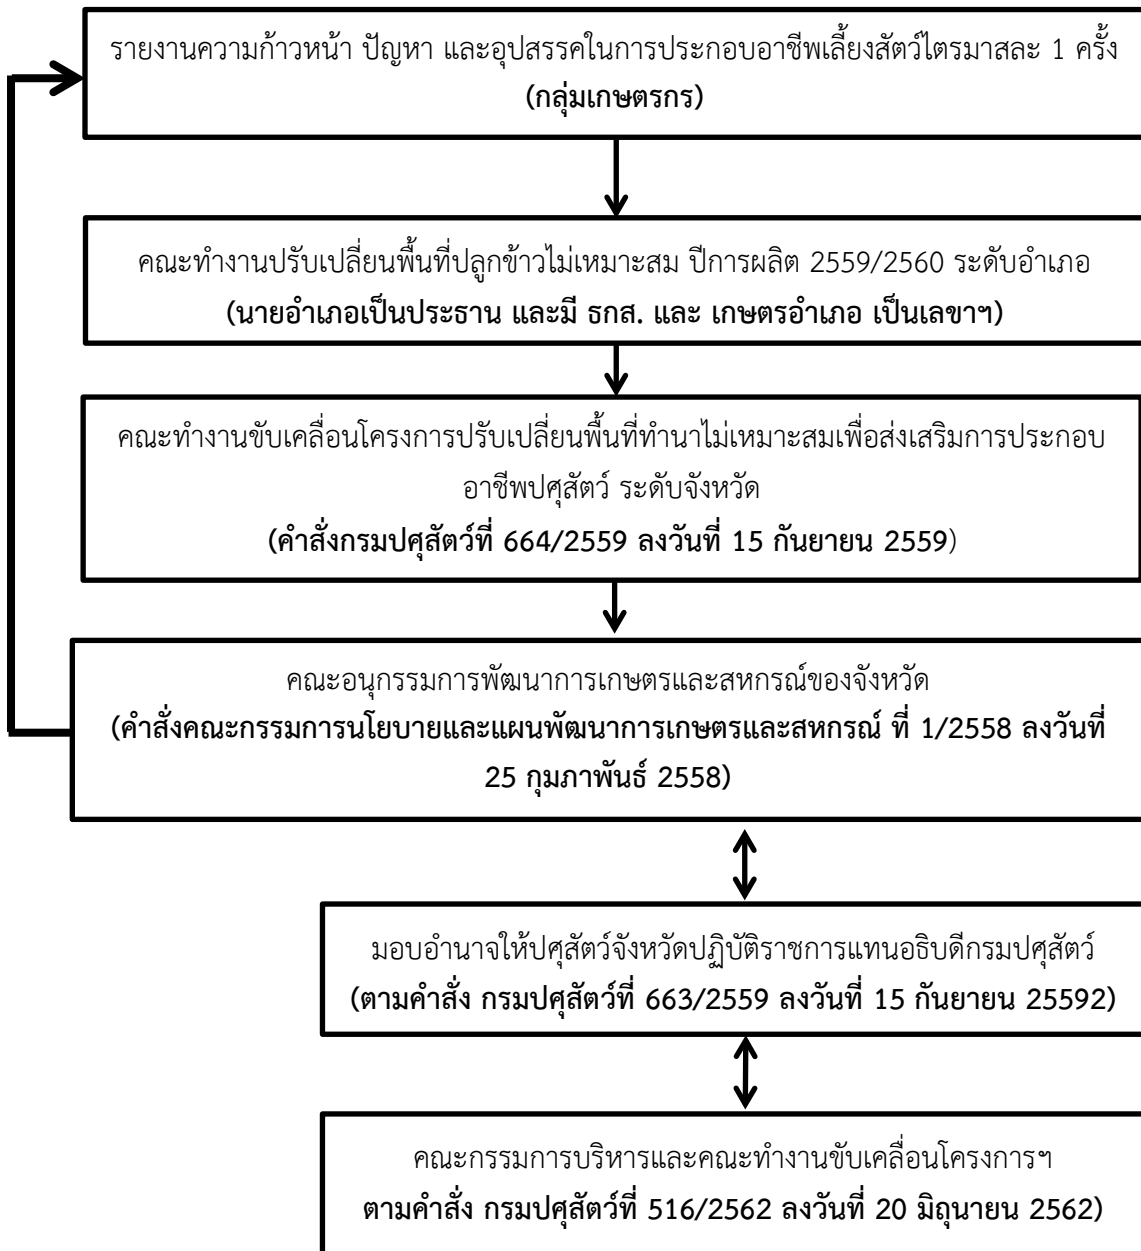 รายงานความก้าวหน้า ปัญหา และอุปสรรคในการประกอบอาชีพเลี้ยงสัตว์ไตรมาสละ 1 ครั้ง
(กลุ่มเกษตรกร)
คณะทำงานปรับเปลี่ยนพื้นที่ปลูกข้าวไม่เหมาะสม ปีการผลิต 2559/2560 ระดับอำเภอ
(นายอำเภอเป็นประธาน และมี ธกส. และ เกษตรอำเภอ เป็นเลขาฯ)
คณะทำงานขับเคลื่อนโครงการปรับเปลี่ยนพื้นที่ทำนาไม่เหมาะสมเพื่อส่งเสริมการประกอบ
อาชีพปศุสัตว์ ระดับจังหวัด
(คำสั่งกรมปศุสัตว์ที่ 664/2559 ลงวันที่ 15 กันยายน 2559)
คณะอนุกรรมการพัฒนาการเกษตรและสหกรณ์ของจังหวัด
(คำสั่งคณะกรรมการนโยบายและแผนพัฒนาการเกษตรและสหกรณ์ ที่ 1/2558 ลงวันที่
25 กุมภาพันธ์ 2558)
มอบอำนาจให้ปศุสัตว์จังหวัดปฏิบัติราชการแทนอธิบดีกรมปศุสัตว์
(ตามคำสั่ง กรมปศุสัตว์ที่ 663/2559 ลงวันที่ 15 กันยายน 25592)
คณะกรรมการบริหารและคณะทำงานขับเคลื่อนโครงการฯ
ตามคำสั่ง กรมปศุสัตว์ที่ 516/2562 ลงวันที่ 20 มิถุนายน 2562)